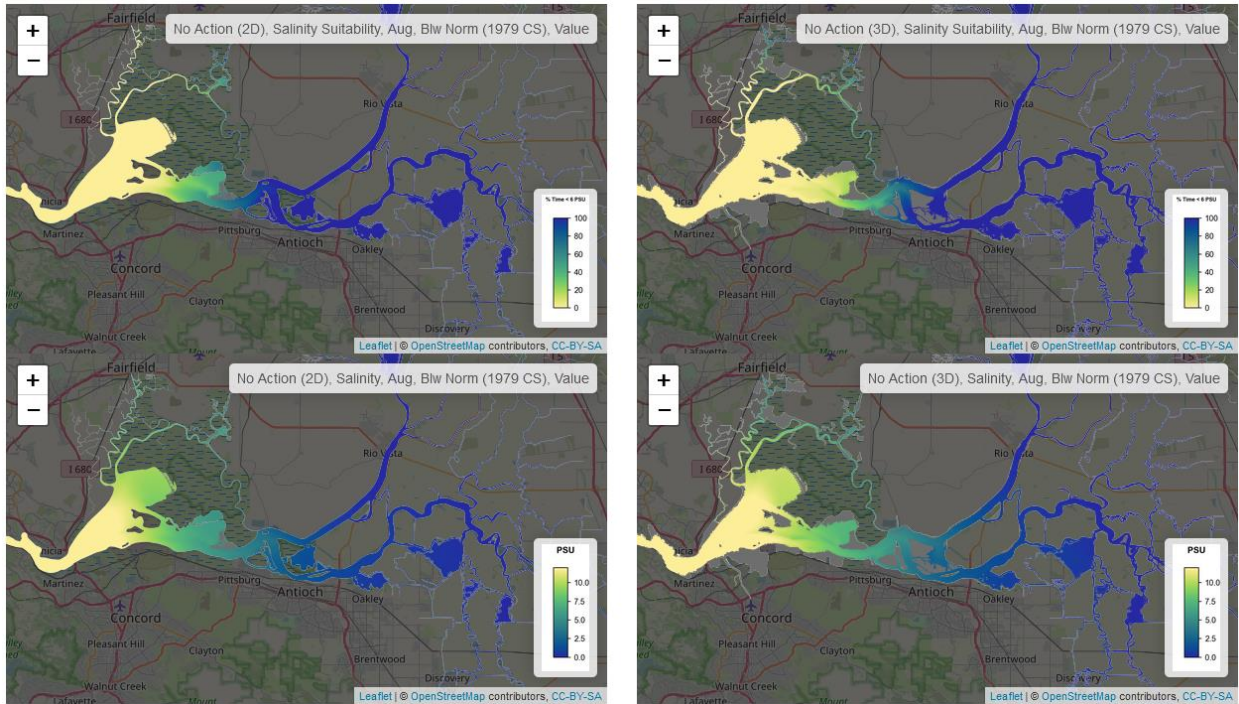 Fairfield
+
−
No Action (2D), Salinity Suitability, Aug, Blw Norm (1979 CS), Value
Rio Vista
I 680
% Time < 6 PSU
100
80
60
40
20
0
Martinez
Pittsburg
Antioch
Oakley
Concord
Pleasant Hill
Clayton
Brentwood
Walnut Creek
Discovery
Lafayette
Mount
Leaflet | © OpenStreetMap contributors, CC-BY-SA
Fairfield
+
−
No Action (3D), Salinity Suitability, Aug, Blw Norm (1979 CS), Value
Rio Vista
I 680
% Time < 6 PSU
100
80
60
40
20
0
nicia
Martinez
Pittsburg
Antioch
Oakley
Concord
Pleasant Hill
Clayton
Brentwood
Walnut Creek
Discovery
Lafayette
Mount
Leaflet | © OpenStreetMap contributors, CC-BY-SA
Fairfield
+
−
No Action (2D), Salinity, Aug, Blw Norm (1979 CS), Value
Rio Vista
I 680
PSU
10.0
7.5
5.0
2.5
0.0
nicia
Martinez
Pittsburg
Antioch
Oakley
Concord
Pleasant Hill
Clayton
Brentwood
Walnut Creek
Discovery
Lafayette
Mount
Leaflet | © OpenStreetMap contributors, CC-BY-SA
Fairfield
+
−
No Action (3D), Salinity, Aug, Blw Norm (1979 CS), Value
Rio Vista
I 680
PSU
10.0
7.5
5.0
2.5
0.0
nicia
Martinez
Pittsburg
Antioch
Oakley
Concord
Pleasant Hill
Clayton
Brentwood
Walnut Creek
Discovery
Lafayette
Mount
Leaflet | © OpenStreetMap contributors, CC-BY-SA